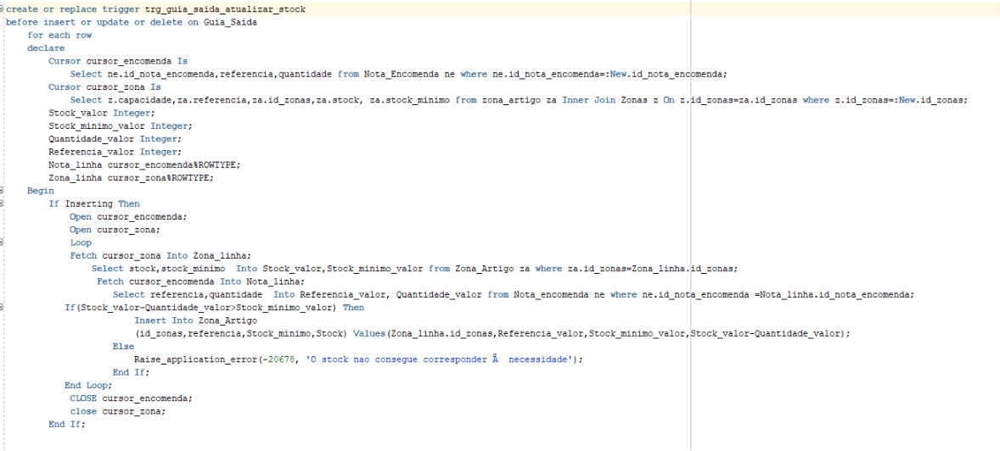 create or replace trigger trg_guia_saida_atualizar_stock
before insert or update or delete on Guia_Saida
for each row
declare
Cursor cursor_encomenda Is
Select ne.id_nota_encomenda,referencia,quantidade from Nota_Encomenda ne where ne.id_nota_encomenda=:New.id_nota_encomenda;
Cursor cursor_zona Is
Select z.capacidade,za.referencia,za.id_zonas,za.stock, za.stock_minimo from zona_artigo za Inner Join Zonas z On z.id_zonas=za.id_zonas where z.id_zonas=:New.id_zonas;
Stock_valor Integer;
Stock_minimo_valor Integer;
Quantidade_valor Integer;
Referencia_valor Integer;
Nota_linha cursor_encomenda%ROWTYPE;
Zona_linha cursor_zona%ROWTYPE;
Begin
If Inserting Then
Open cursor_encomenda;
Open cursor_zona;
Loop
Fetch cursor_zona Into Zona_linha;
Select stock,stock_minimo  Into Stock_valor,Stock_minimo_valor from Zona_Artigo za where za.id_zonas=Zona_linha.id_zonas;
Fetch cursor_encomenda Into Nota_linha;
Select referencia,quantidade  Into Referencia_valor, Quantidade_valor from Nota_encomenda ne where ne.id_nota_encomenda =Nota_linha.id_nota_encomenda;
If(Stock_valor-Quantidade_valor>Stock_minimo_valor) Then
Insert Into Zona_Artigo
(id_zonas,referencia,Stock_minimo,Stock) Values(Zona_linha.id_zonas,Referencia_valor,Stock_minimo_valor,Stock_valor-Quantidade_valor);
Else
Raise_application_error(-20678, 'O stock nao consegue corresponder Ã  necessidade');
End If;
End Loop;
CLOSE cursor_encomenda;
close cursor_zona;
End If;